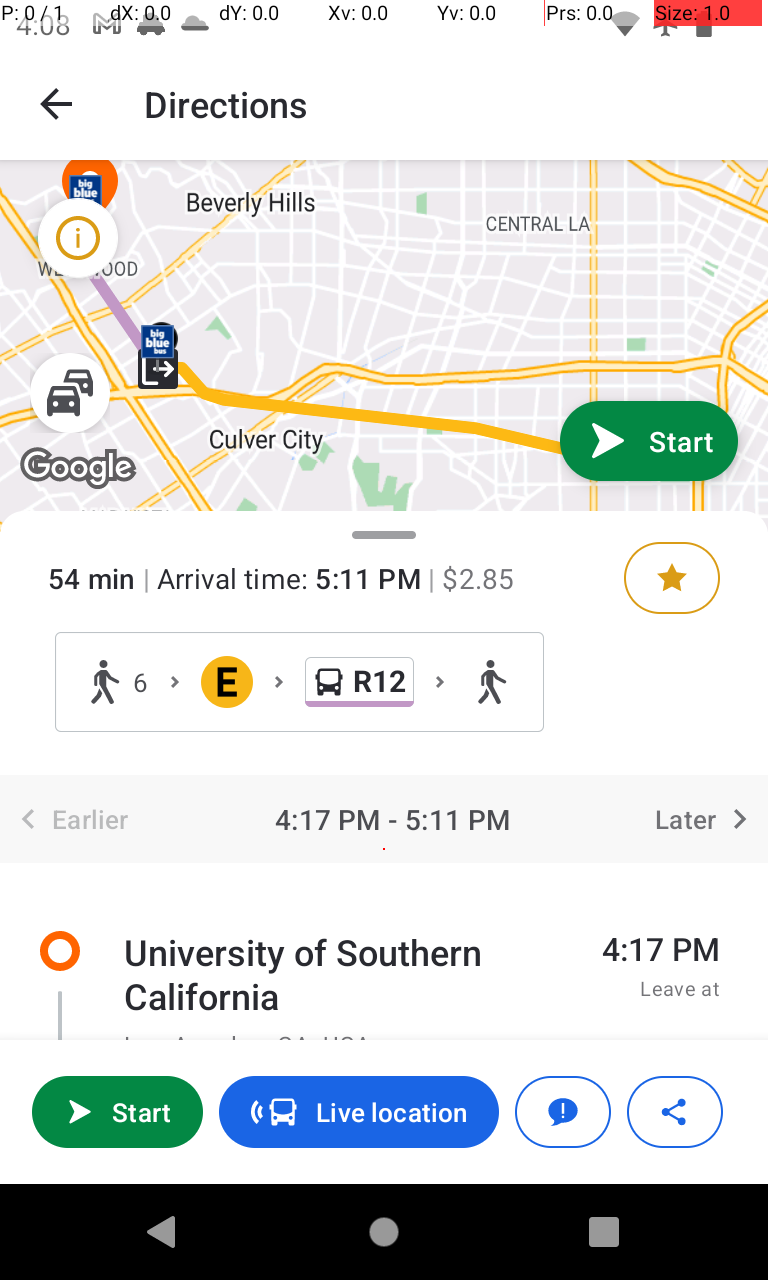 P: 0 / 1 dX: 0.0 dY: 0.0 Xv: 0.0 Yv: 0.0 Prs: 0.0 Size: 1.0
4:08
Directions
big
blue
Beverly Hills
CENTRAL LA
big
blue
bus
Culver City
Google
Start
54 min | Arrival time: 5:11 PM | $2.85
6 E R12
Earlier 4:17 PM - 5:11 PM Later
University of Southern 4:17 PM
California Leave at
Start Live location